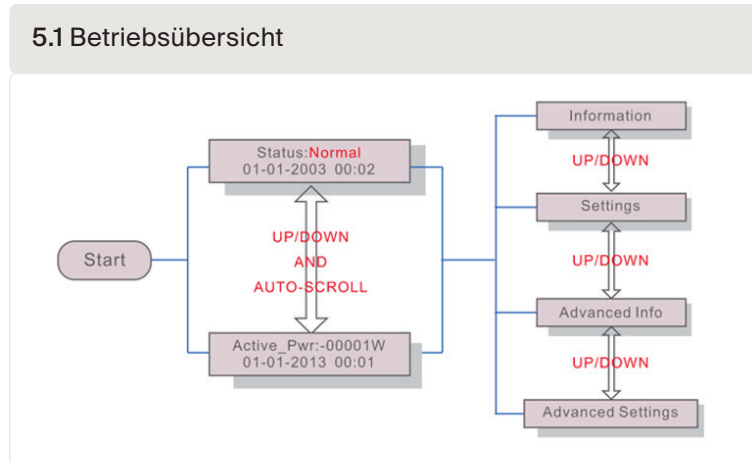 5.1 Betriebsübersicht
Start
Status:Normal
01-01-2003 00:02
UP/DOWN
AND
AUTO-SCROLL
Active_Pwr:-00001W
01-01-2013 00:01
Information
UP/DOWN
Settings
UP/DOWN
Advanced Info
UP/DOWN
Advanced Settings